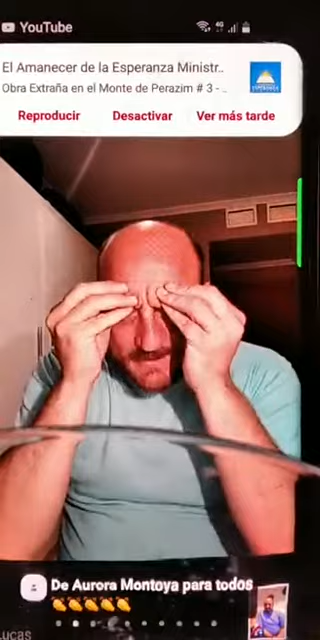 YouTube
El Amanecer de la Esperanza Ministr..
Obra Extraña en el Monte de Perazim # 3 - ..
Reproducir Desactivar Ver más tarde
De Aurora Montoya para todos
👏👏👏👏👏
ucas